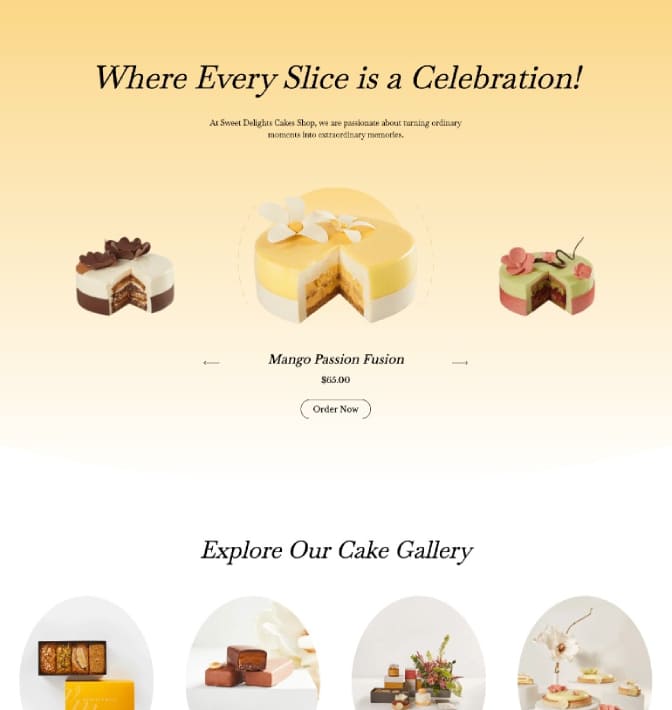 Where Every Slice is a Celebration!
At Sweet Delights Cakes Shop, we are passionate about turning ordinary
moments into extraordinary memories.
Mango Passion Fusion
$65.00
Order Now
Explore Our Cake Gallery